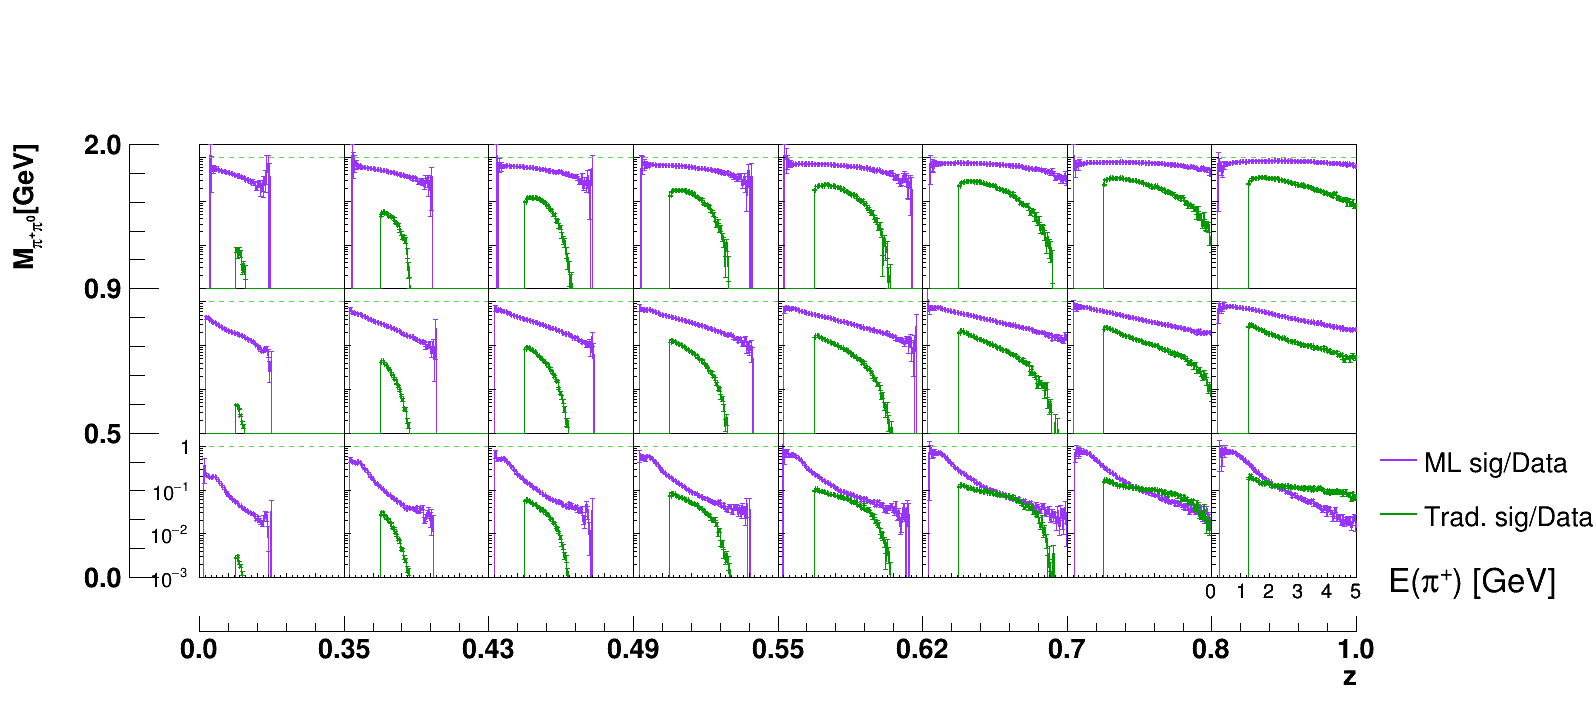 M_{π⁺π⁰}[GeV]
2.0
0.9
0.5
0.0
1
10⁻¹
10⁻²
10⁻³
ML sig/Data
Trad. sig/Data
0 1 2 3 4 5
E(π⁺) [GeV]
0.0 0.35 0.43 0.49 0.55 0.62 0.7 0.8 1.0
z